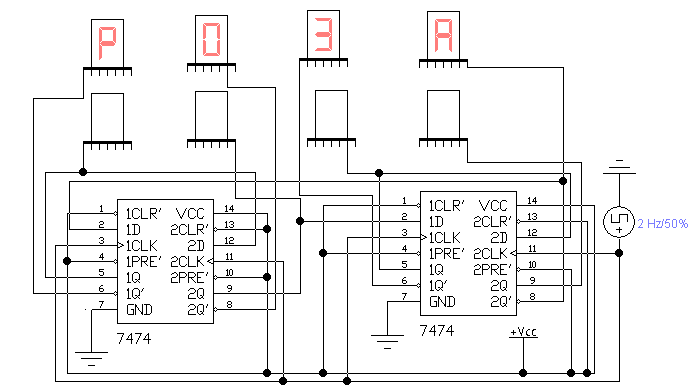 P 0 3 A
1 1CLR' VCC 14
2 1D 2CLR' 13
3 1CLK 2D 12
4 1PRE' 2CLK 11
5 1Q 2PRE' 10
6 1Q' 2Q 9
7 GND 2Q' 8
7474
1 1CLR' VCC 14
2 1D 2CLR' 13
3 1CLK 2D 12
4 1PRE' 2CLK 11
5 1Q 2PRE' 10
6 1Q' 2Q 9
7 GND 2Q' 8
7474
+
2 Hz/50%
+Vcc